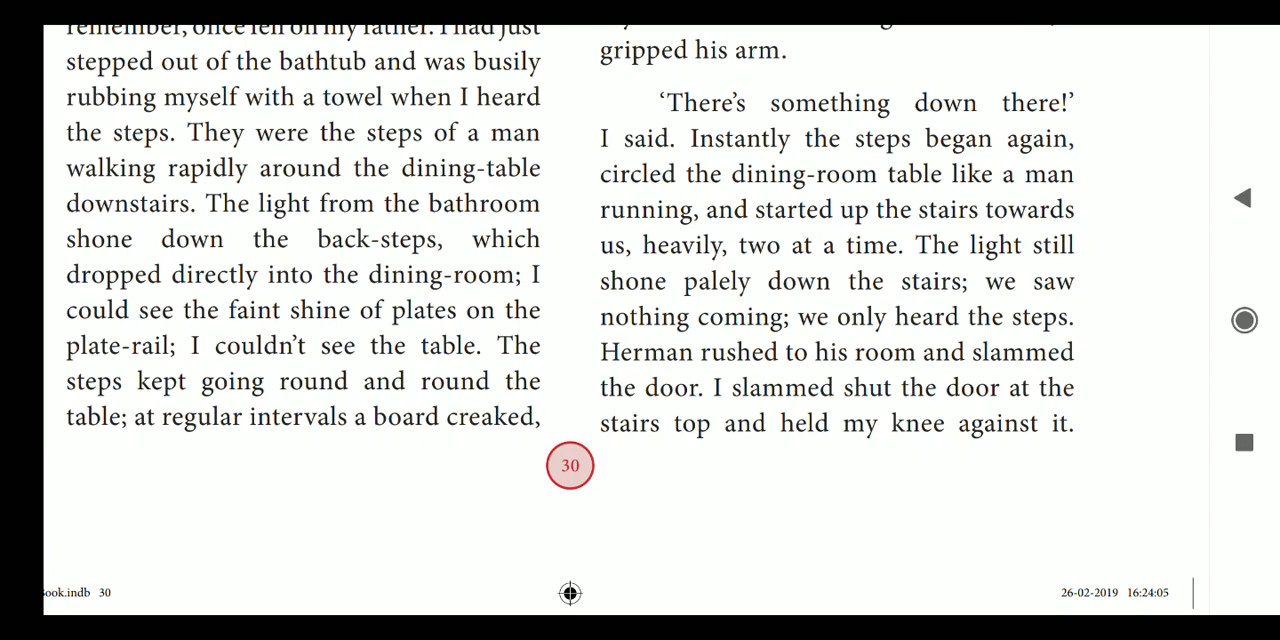 remember, once fell on my father. I had just
stepped out of the bathtub and was busily
rubbing myself with a towel when I heard
the steps. They were the steps of a man
walking rapidly around the dining-table
downstairs. The light from the bathroom
shone down the back-steps, which
dropped directly into the dining-room; I
could see the faint shine of plates on the
plate-rail; I couldn’t see the table. The
steps kept going round and round the
table; at regular intervals a board creaked,
gripped his arm.
‘There’s something down there!’
I said. Instantly the steps began again,
circled the dining-room table like a man
running, and started up the stairs towards
us, heavily, two at a time. The light still
shone palely down the stairs; we saw
nothing coming; we only heard the steps.
Herman rushed to his room and slammed
the door. I slammed shut the door at the
stairs top and held my knee against it.
30
ook.indb 30
26-02-2019 16:24:05